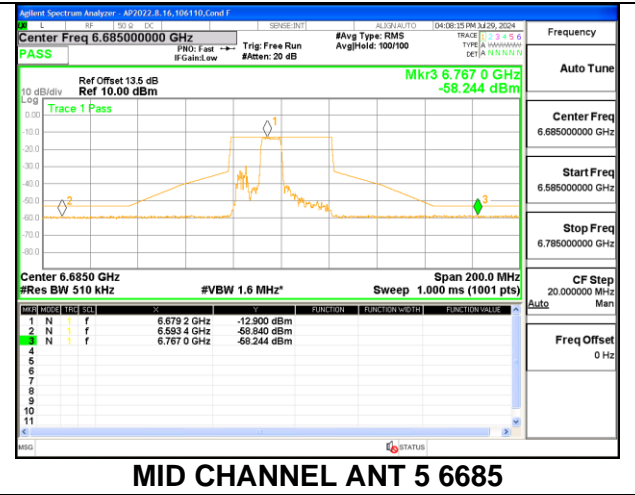 Agilent Spectrum Analyzer - AP2022.8.16,106110,Cond F
L RF 50 Ω DC SENSE:INT ALIGN AUTO 04:08:15 PM Jul 29, 2024
Center Freq 6.685000000 GHz
PNO: Fast
IFGain:Low
Trig: Free Run
#Atten: 20 dB
#Avg Type: RMS
Avg|Hold: 100/100
TRACE 1 2 3 4 5 6
TYPE A WWWWW
DET A N N N N N
PASS
Ref Offset 13.5 dB
Ref 10.00 dBm
10 dB/div
Log
Mkr3 6.767 0 GHz
-58.244 dBm
Trace 1 Pass
0.00
-10.0
-20.0
-30.0
-40.0
-50.0
-60.0
-70.0
-80.0
1
2
3
Center 6.6850 GHz
Span 200.0 MHz
#Res BW 510 kHz
#VBW 1.6 MHz*
Sweep 1.000 ms (1001 pts)
MKR MODE TRC SCL X Y FUNCTION FUNCTION WIDTH FUNCTION VALUE
1 N 1 f 6.679 2 GHz -12.900 dBm
2 N 1 f 6.593 4 GHz -58.840 dBm
3 N 1 f 6.767 0 GHz -58.244 dBm
4
5
6
7
8
9
10
11
MSG
STATUS
Frequency
Auto Tune
Center Freq
6.685000000 GHz
Start Freq
6.585000000 GHz
Stop Freq
6.785000000 GHz
CF Step
20.000000 MHz
Auto Man
Freq Offset
0 Hz
MID CHANNEL ANT 5 6685